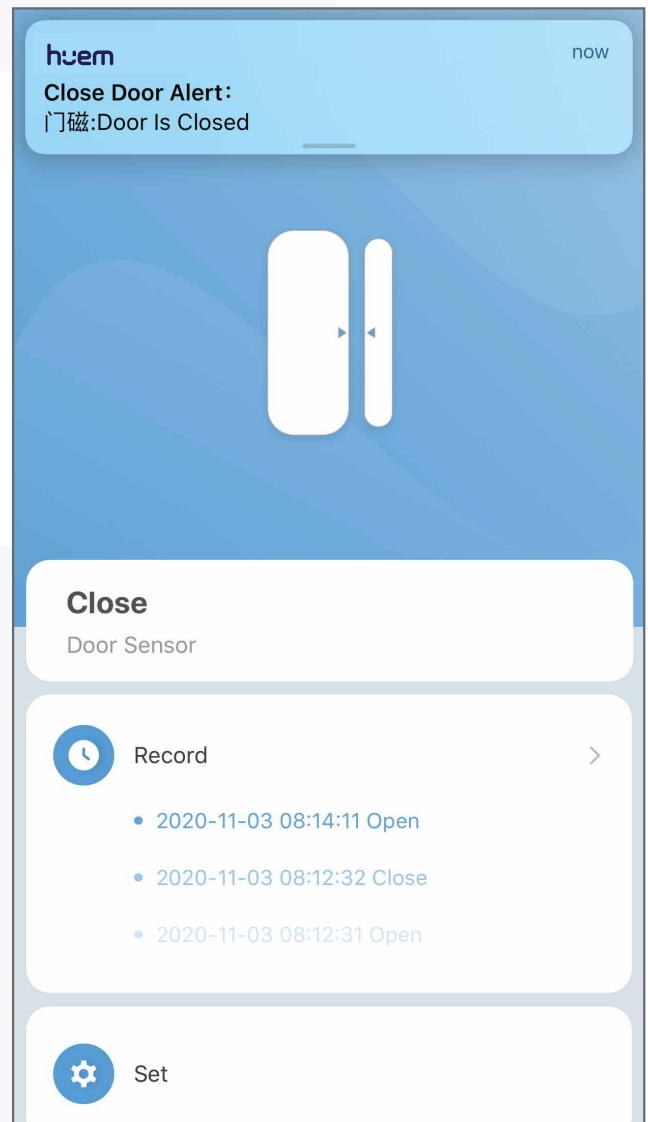 huem
now
Close Door Alert：
门磁:Door Is Closed
Close
Door Sensor
Record
2020-11-03 08:14:11 Open
2020-11-03 08:12:32 Close
2020-11-03 08:12:31 Open
Set